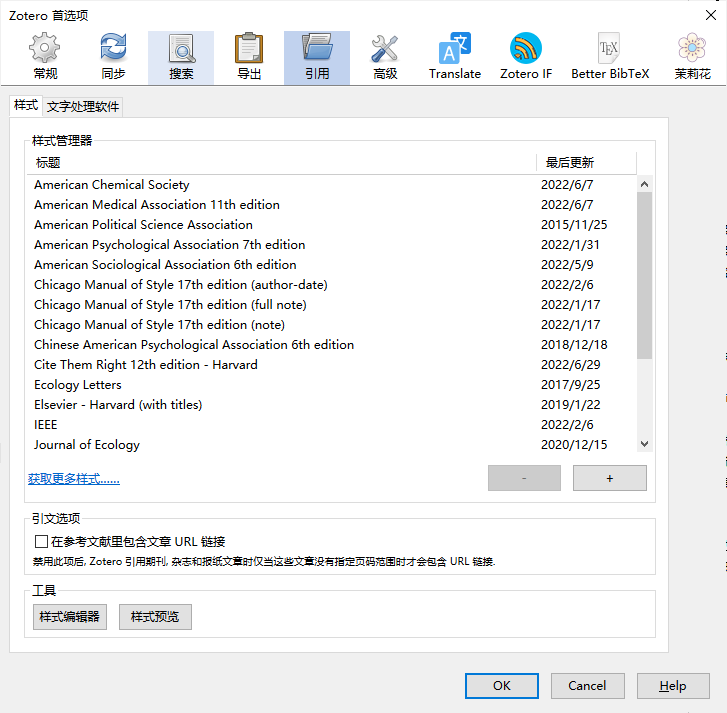 Zotero 首选项
常规 同步 搜索 导出 引用 高级 Translate Zotero IF Better BibTeX 茉莉花
样式 文字处理软件
样式管理器
标题 最后更新
American Chemical Society 2022/6/7
American Medical Association 11th edition 2022/6/7
American Political Science Association 2015/11/25
American Psychological Association 7th edition 2022/1/31
American Sociological Association 6th edition 2022/5/9
Chicago Manual of Style 17th edition (author-date) 2022/2/6
Chicago Manual of Style 17th edition (full note) 2022/1/17
Chicago Manual of Style 17th edition (note) 2022/1/17
Chinese American Psychological Association 6th edition 2018/12/18
Cite Them Right 12th edition - Harvard 2022/6/29
Ecology Letters 2017/9/25
Elsevier - Harvard (with titles) 2019/1/22
IEEE 2022/2/6
Journal of Ecology 2020/12/15
获取更多样式...... - +
引文选项
在参考文献里包含文章 URL 链接
禁用此项后, Zotero 引用期刊, 杂志和报纸文章时仅当这些文章没有指定页码范围时才会包含 URL 链接.
工具
样式编辑器 样式预览
OK Cancel Help